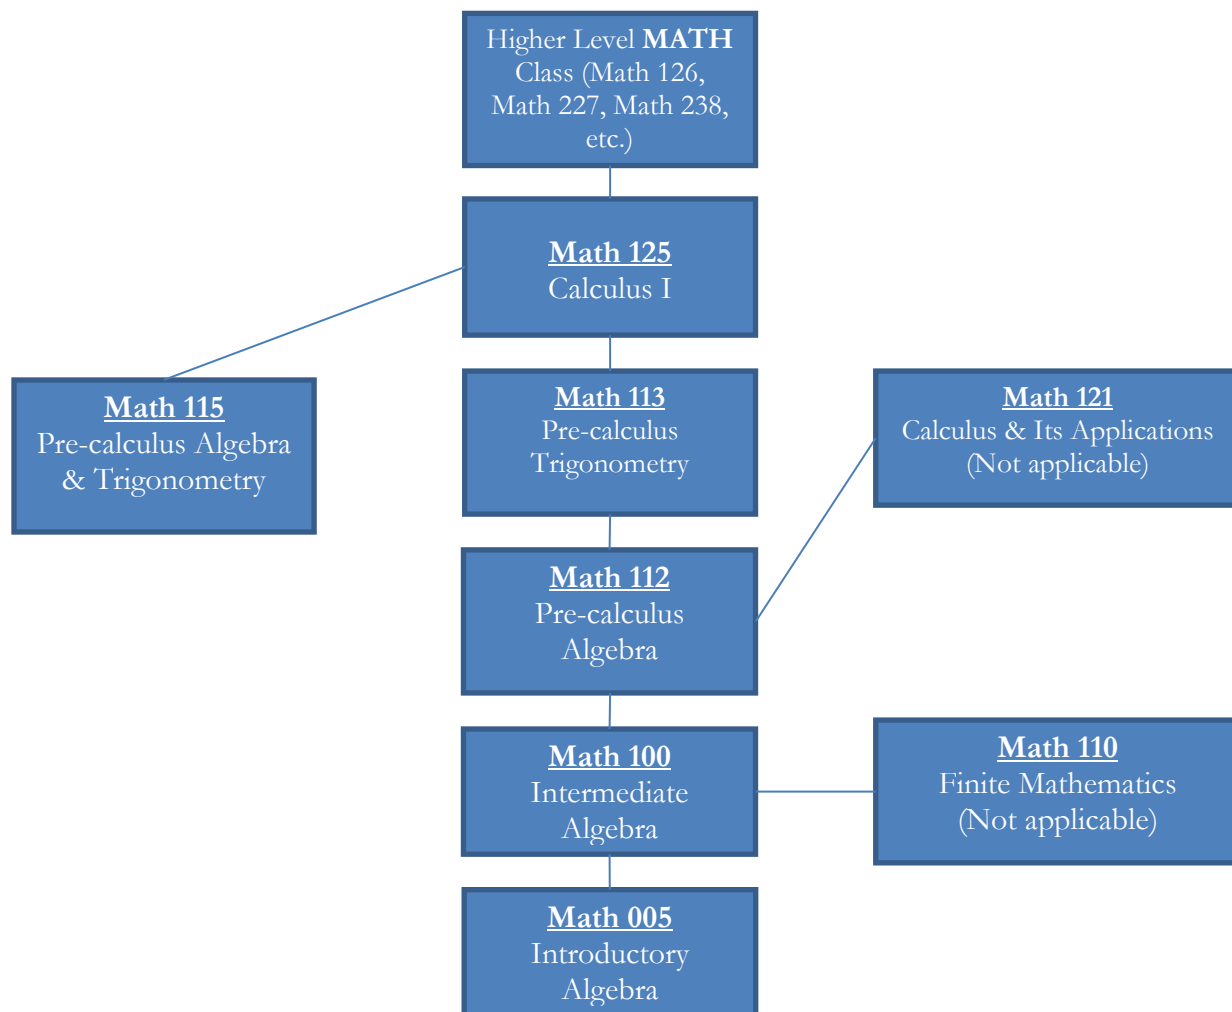 Higher Level MATH
Class (Math 126,
Math 227, Math 238,
etc.)
Math 125
Calculus I
Math 115
Pre-calculus Algebra
& Trigonometry
Math 113
Pre-calculus
Trigonometry
Math 121
Calculus & Its Applications
(Not applicable)
Math 112
Pre-calculus
Algebra
Math 100
Intermediate
Algebra
Math 110
Finite Mathematics
(Not applicable)
Math 005
Introductory
Algebra